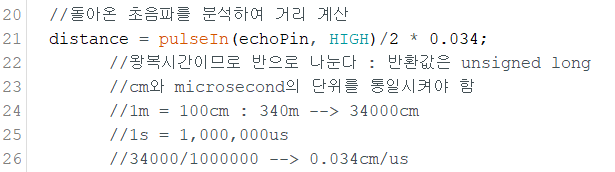 20 //돌아온 초음파를 분석하여 거리 계산
21 distance = pulseIn(echoPin, HIGH)/2 * 0.034;
22 //왕복시간이므로 반으로 나눈다 : 반환값은 unsigned long
23 //cm와 microsecond의 단위를 통일시켜야 함
24 //1m = 100cm : 340m --> 34000cm
25 //1s = 1,000,000us
26 //34000/1000000 --> 0.034cm/us